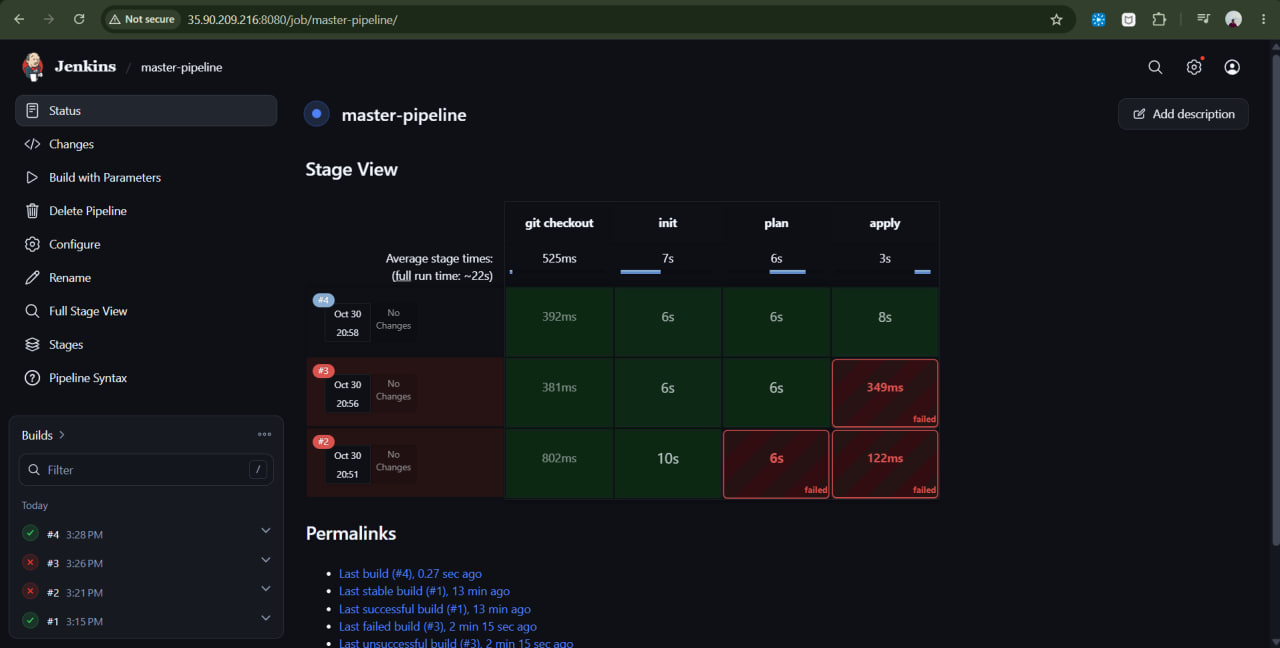 Not secure
35.90.209.216:8080/job/master-pipeline/
Jenkins / master-pipeline
Status
Changes
Build with Parameters
Delete Pipeline
Configure
Rename
Full Stage View
Stages
Pipeline Syntax
Builds
Filter
/
Today
#4 3:28 PM
#3 3:26 PM
#2 3:21 PM
#1 3:15 PM
master-pipeline
Add description
Stage View
git checkout init plan apply
Average stage times:
(full run time: ~22s)
525ms 7s 6s 3s
#4
Oct 30
20:58
No
Changes
392ms 6s 6s 8s
#3
Oct 30
20:56
No
Changes
381ms 6s 6s 349ms
failed
#2
Oct 30
20:51
No
Changes
802ms 10s 6s 122ms
failed failed
Permalinks
Last build (#4), 0.27 sec ago
Last stable build (#1), 13 min ago
Last successful build (#1), 13 min ago
Last failed build (#3), 2 min 15 sec ago
Last unsuccessful build (#3), 2 min 15 sec ago